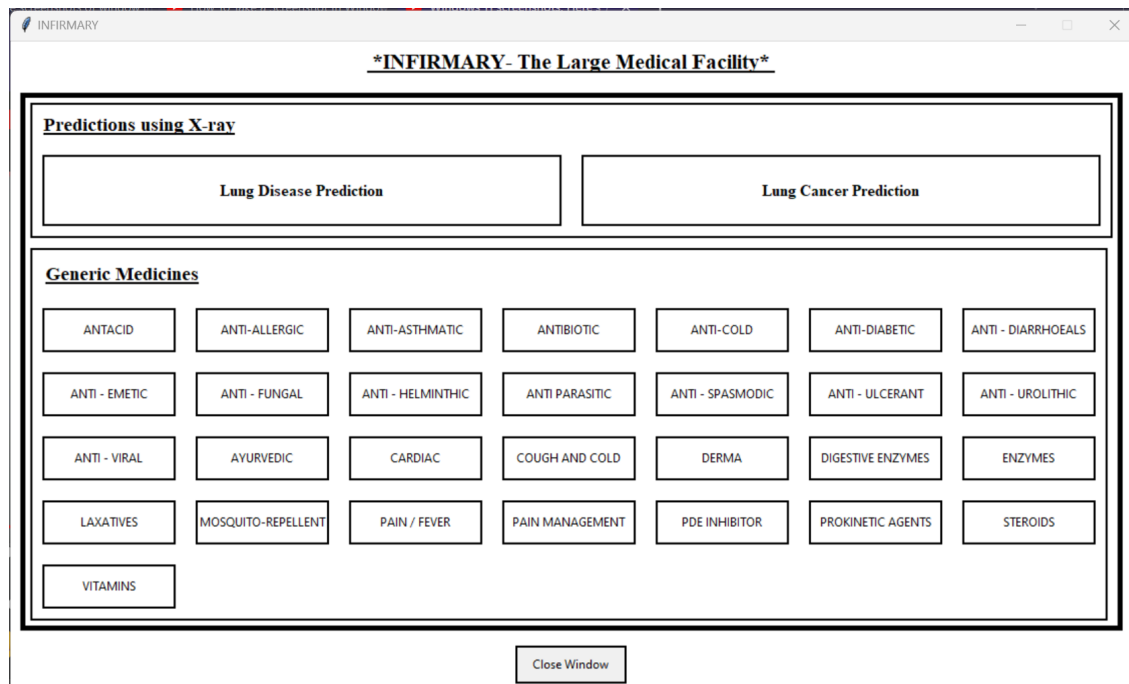 INFIRMARY
*INFIRMARY- The Large Medical Facility*
Predictions using X-ray
Lung Disease Prediction
Lung Cancer Prediction
Generic Medicines
ANTACID
ANTI-ALLERGIC
ANTI-ASTHMATIC
ANTIBIOTIC
ANTI-COLD
ANTI-DIABETIC
ANTI - DIARRHOEALS
ANTI - EMETIC
ANTI - FUNGAL
ANTI - HELMINTHIC
ANTI PARASITIC
ANTI - SPASMODIC
ANTI - ULCERANT
ANTI - UROLITHIC
ANTI - VIRAL
AYURVEDIC
CARDIAC
COUGH AND COLD
DERMA
DIGESTIVE ENZYMES
ENZYMES
LAXATIVES
MOSQUITO-REPELLENT
PAIN / FEVER
PAIN MANAGEMENT
PDE INHIBITOR
PROKINETIC AGENTS
STEROIDS
VITAMINS
Close Window